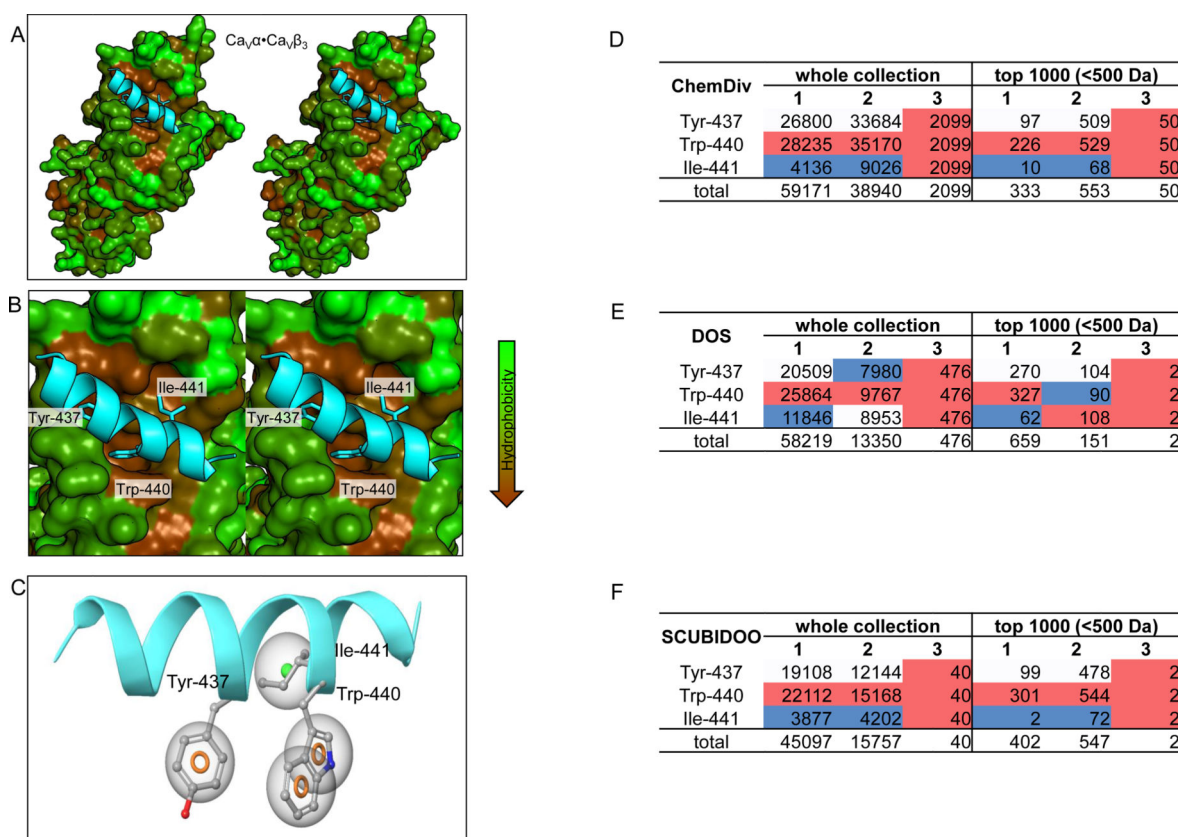 A
CaVα•CaVβ3
B
Ile-441
Ile-441
Tyr-437
Tyr-437
Trp-440
Trp-440
Hydrophobicity
C
Ile-441
Tyr-437
Trp-440
D
ChemDiv whole collection top 1000 (<500 Da)
1 2 3 1 2 3
Tyr-437 26800 33684 2099 97 509 50
Trp-440 28235 35170 2099 226 529 50
Ile-441 4136 9026 2099 10 68 50
total 59171 38940 2099 333 553 50
E
DOS whole collection top 1000 (<500 Da)
1 2 3 1 2 3
Tyr-437 20509 7980 476 270 104 2
Trp-440 25864 9767 476 327 90 2
Ile-441 11846 8953 476 62 108 2
total 58219 13350 476 659 151 2
F
SCUBIDOO whole collection top 1000 (<500 Da)
1 2 3 1 2 3
Tyr-437 19108 12144 40 99 478 2
Trp-440 22112 15168 40 301 544 2
Ile-441 3877 4202 40 2 72 2
total 45097 15757 40 402 547 2